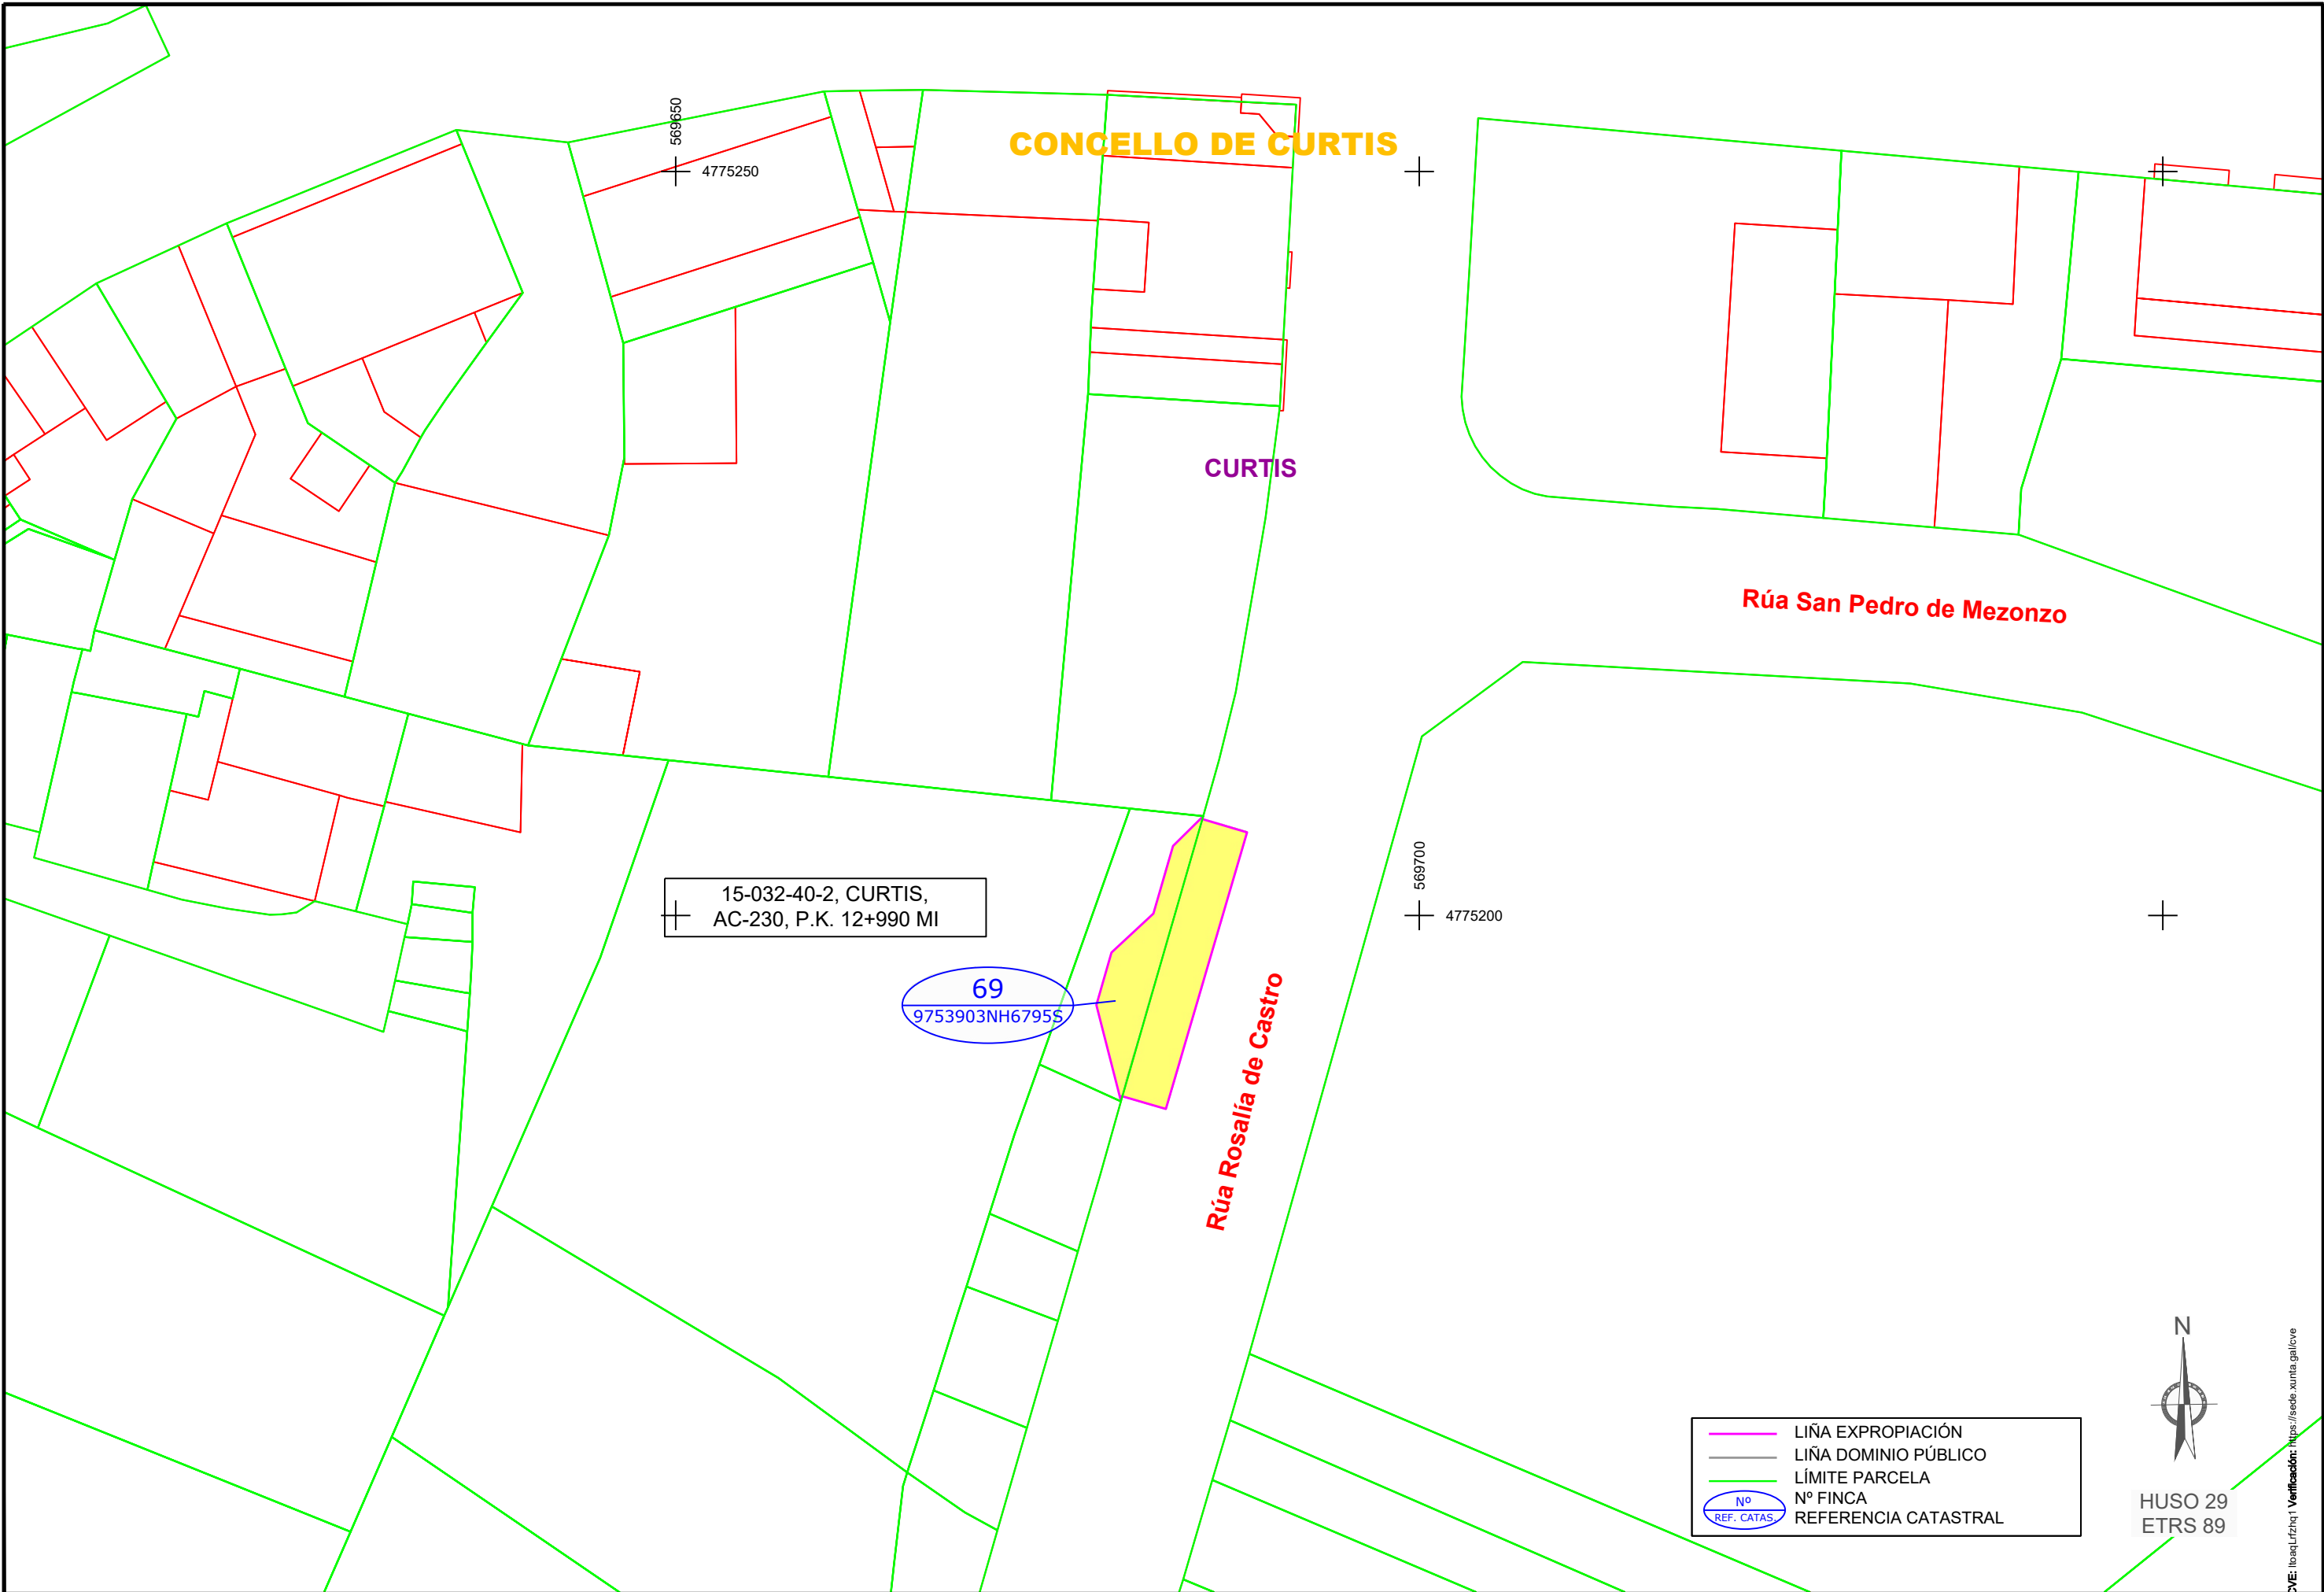 569650
CONCELLO DE CURTIS
4775250
CURTIS
Rúa San Pedro de Mezonzo
569700
15-032-40-2, CURTIS,
AC-230, P.K. 12+990 MI
4775200
69
9753903NH6795S
Rúa Rosalía de Castro
LIÑA EXPROPIACIÓN
LIÑA DOMINIO PÚBLICO
LÍMITE PARCELA
Nº
REF. CATAS.
Nº FINCA
REFERENCIA CATASTRAL
N
HUSO 29
ETRS 89
Verificación: https://sede.xunta.gal/cve